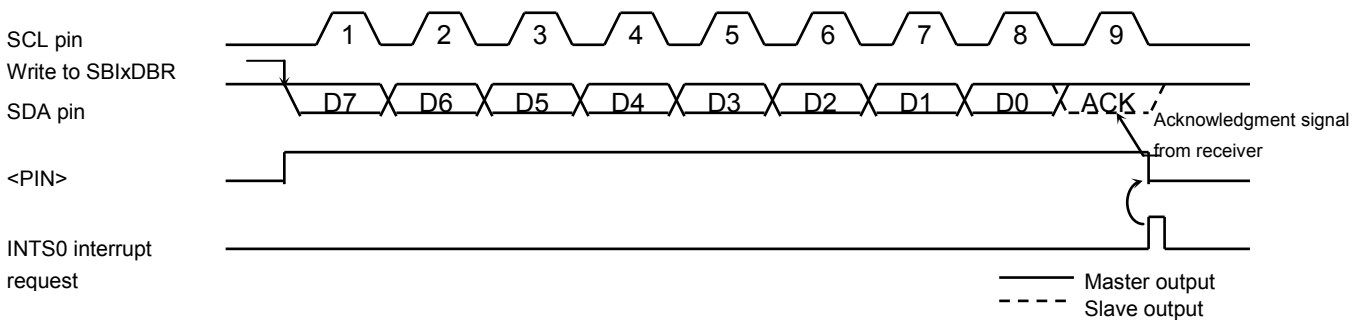 SCL pin
1 2 3 4 5 6 7 8 9
Write to SBIxDBR
SDA pin
D7 D6 D5 D4 D3 D2 D1 D0 ACK
Acknowledgment signal
from receiver
<PIN>
INTS0 interrupt
request
Master output
Slave output